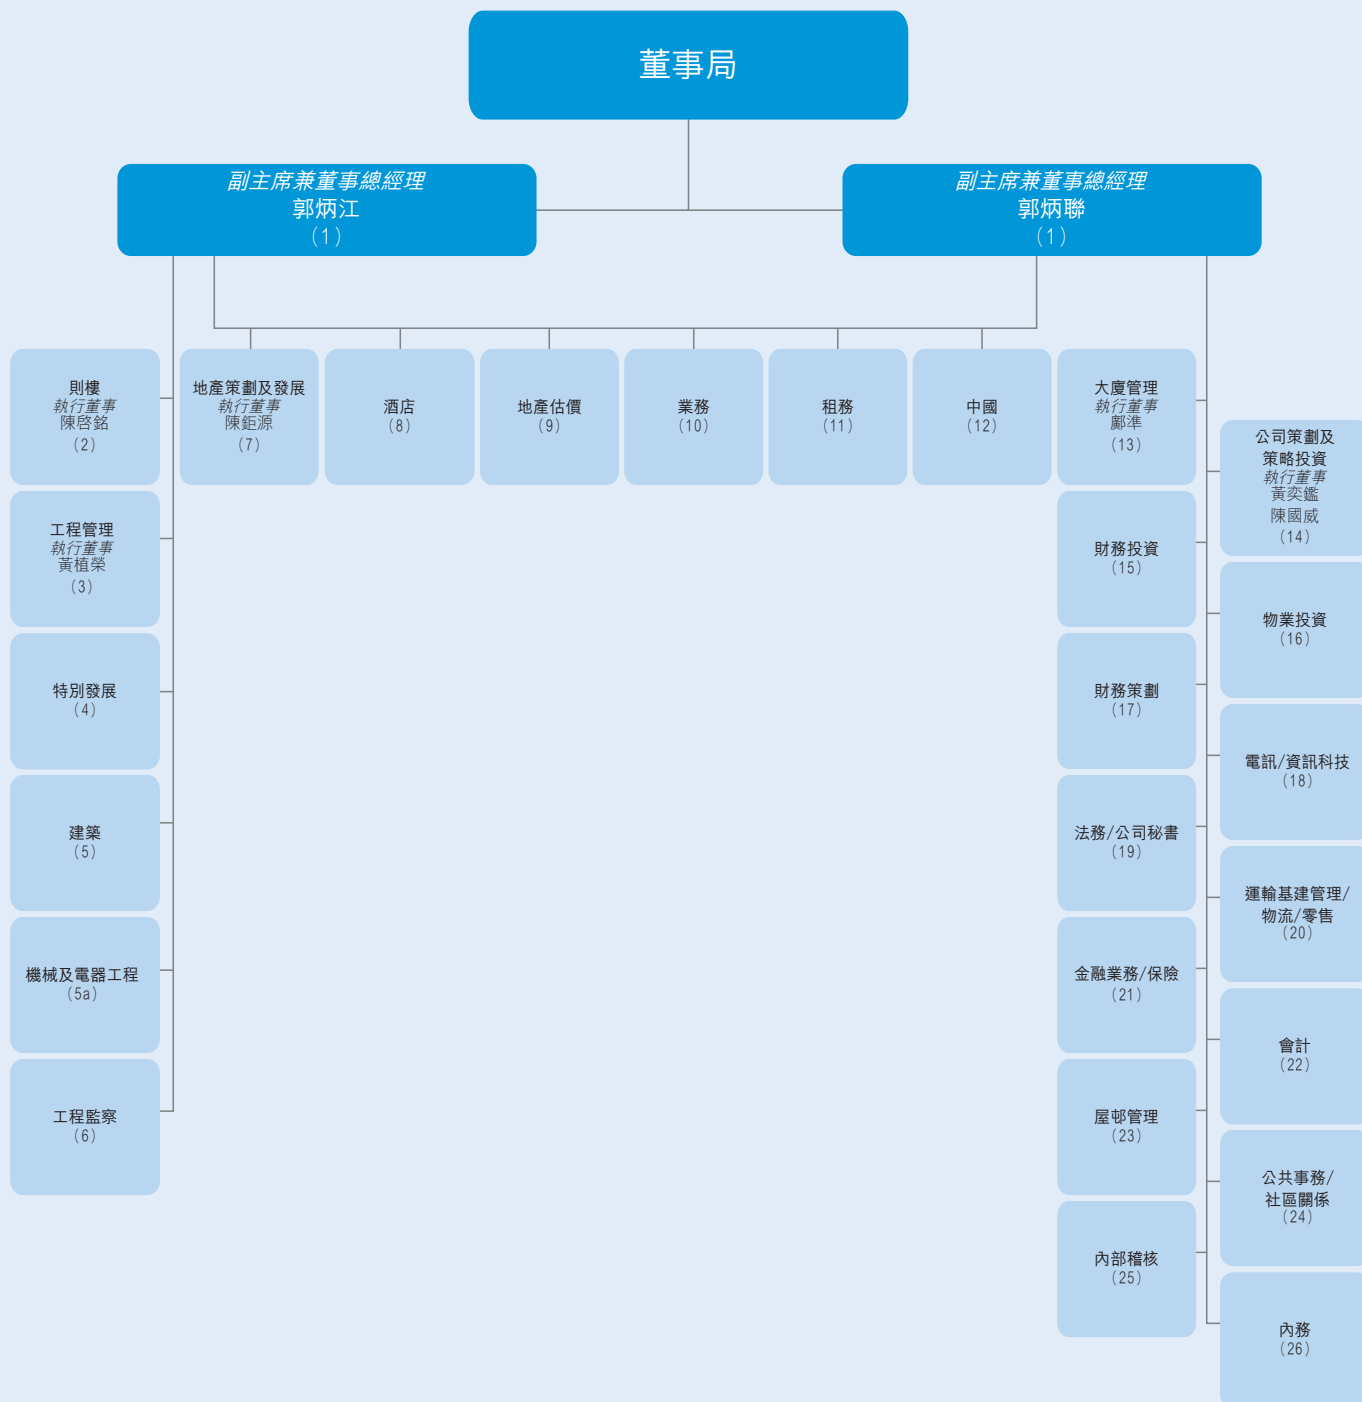 董事局
副主席兼董事總經理
郭炳江
(1)
副主席兼董事總經理
郭炳聯
(1)
則樓
執行董事
陳啓銘
(2)
工程管理
執行董事
黃植榮
(3)
特別發展
(4)
建築
(5)
機械及電器工程
(5a)
工程監察
(6)
地產策劃及發展
執行董事
陳鉅源
(7)
酒店
(8)
地產估價
(9)
業務
(10)
租務
(11)
中國
(12)
大廈管理
執行董事
鄺準
(13)
公司策劃及
策略投資
執行董事
黃奕鑑
陳國威
(14)
財務投資
(15)
物業投資
(16)
財務策劃
(17)
電訊/資訊科技
(18)
法務/公司秘書
(19)
運輸基建管理/
物流/零售
(20)
金融業務/保險
(21)
會計
(22)
屋邨管理
(23)
公共事務/
社區關係
(24)
內部稽核
(25)
內務
(26)